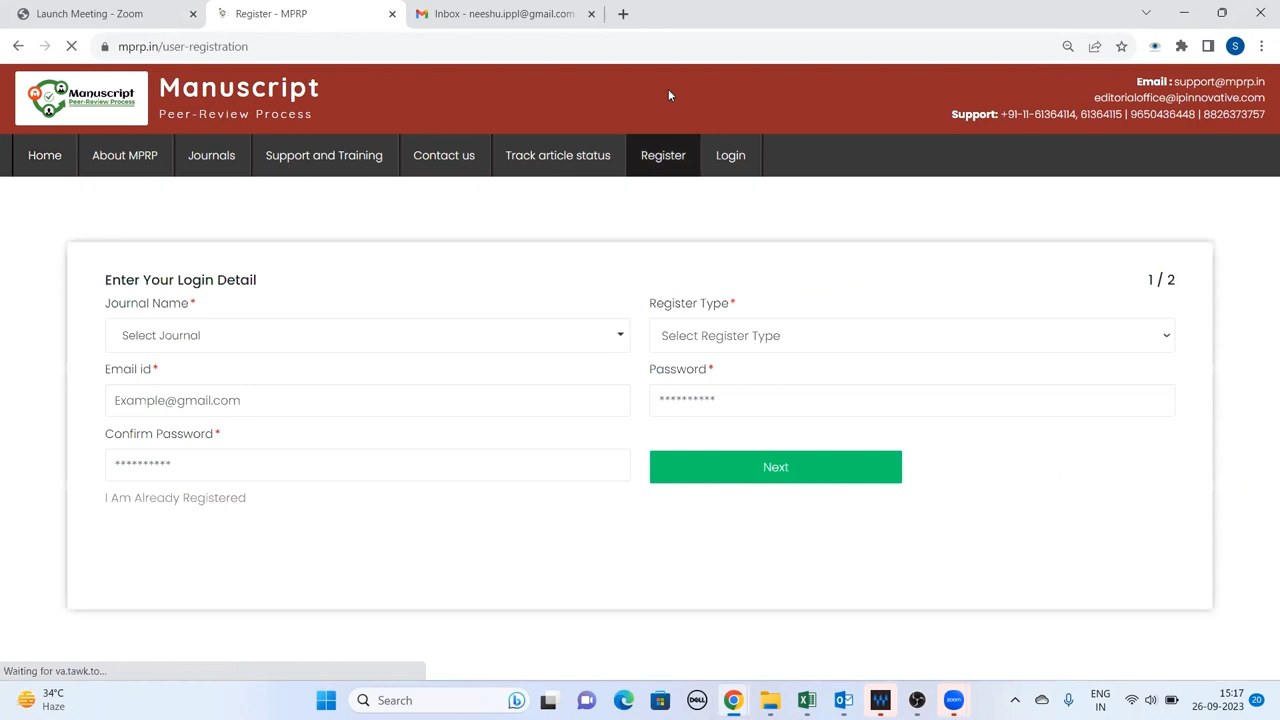 Launch Meeting - Zoom
Register - MPRP
Inbox - neeshu.ippl@gmail.com
mprp.in/user-registration
S
Manuscript
Peer-Review Process
Manuscript
Peer-Review Process
Email : support@mprp.in
editorialoffice@ipinnovative.com
Support: +91-11-61364114, 61364115 | 9650436448 | 8826373757
Home
About MPRP
Journals
Support and Training
Contact us
Track article status
Register
Login
Enter Your Login Detail
1 / 2
Journal Name*
Register Type*
Select Journal
Select Register Type
Email id*
Password*
Example@gmail.com
**********
Confirm Password*
**********
Next
I Am Already Registered
Waiting for va.tawk.to...
34°C
Haze
Search
DELL
zoom
ENG
IN
15:17
26-09-2023
20